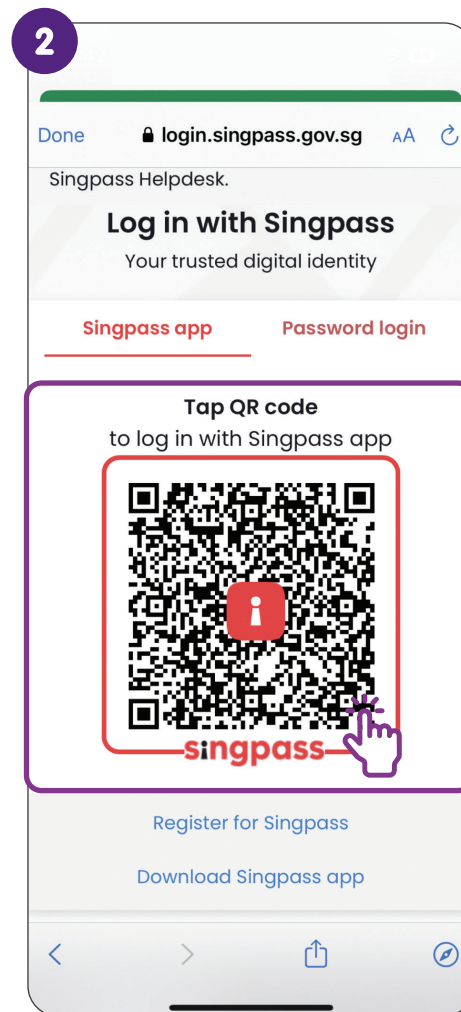 2
Done login.singpass.gov.sg AA
Singpass Helpdesk.
Log in with Singpass
Your trusted digital identity
Singpass app Password login
Tap QR code
to log in with Singpass app
singpass
Register for Singpass
Download Singpass app